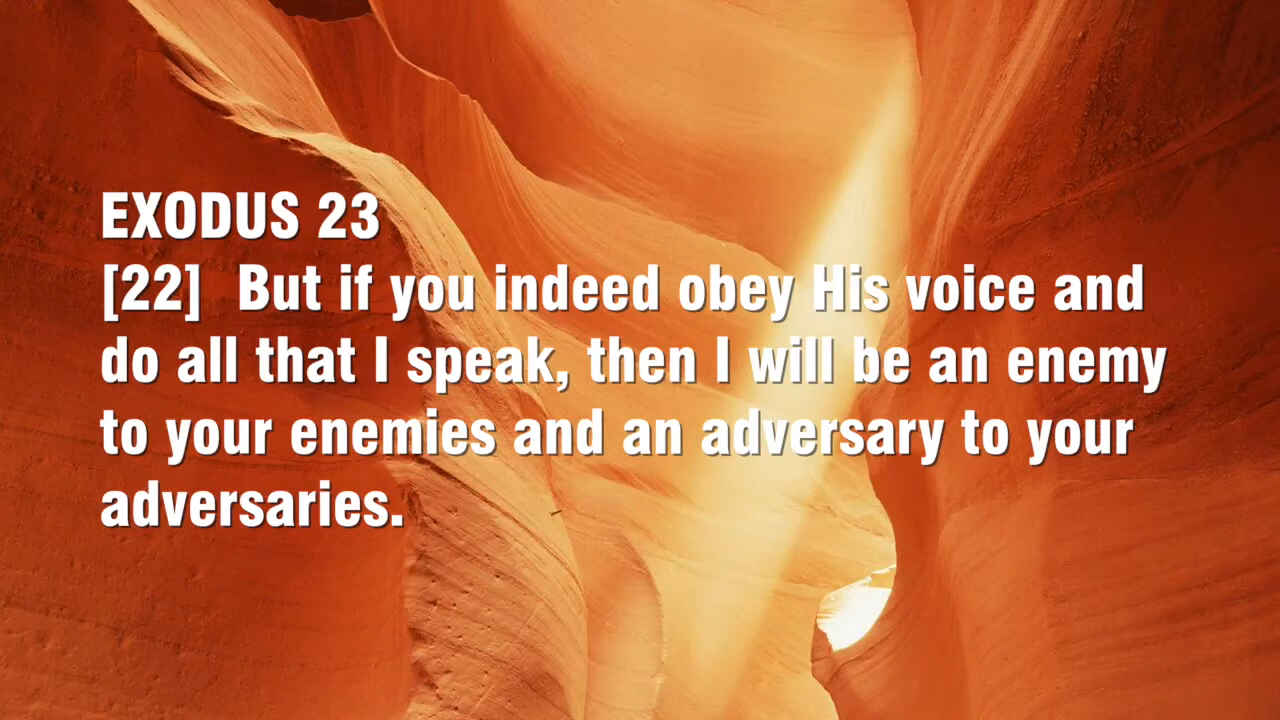 EXODUS 23
[22]  But if you indeed obey His voice and
do all that I speak, then I will be an enemy
to your enemies and an adversary to your
adversaries.